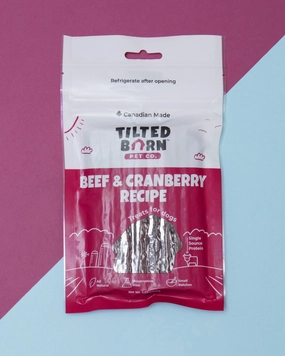 Refrigerate after opening
Canadian Made
TILTED
BARN
PET CO.
BEEF & CRANBERRY
RECIPE
Treats for dogs
Single
Source
Protein